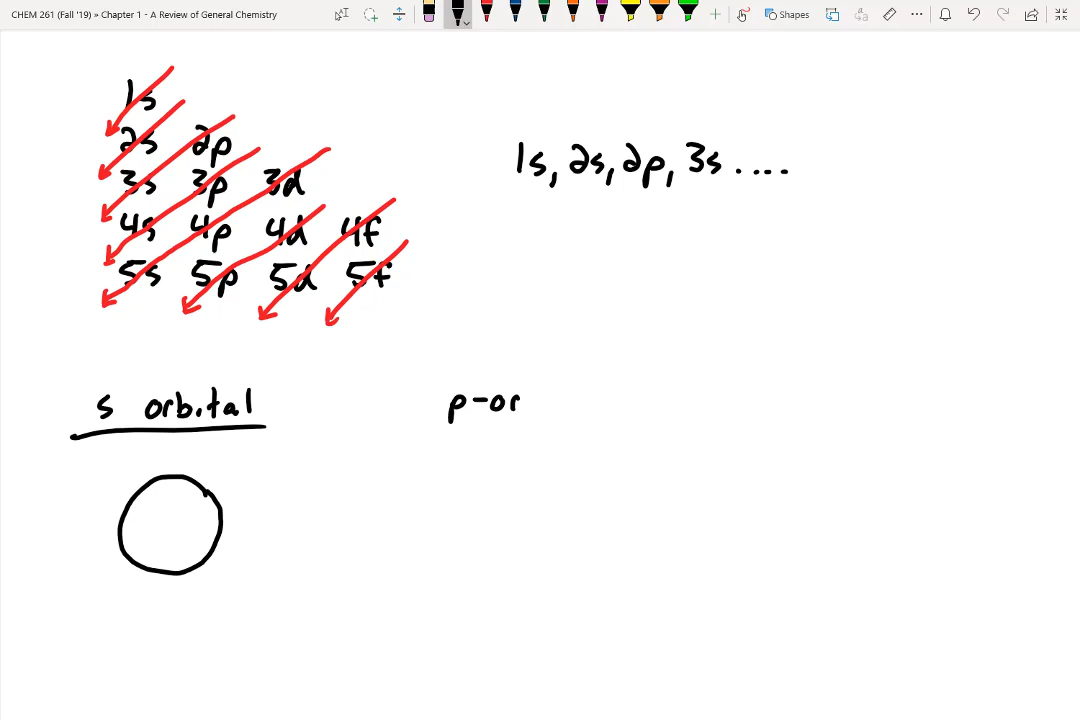 CHEM 261 (Fall '19) » Chapter 1 - A Review of General Chemistry
Shapes
1s
2s 2p
3s 3p 3d
4s 4p 4d 4f
5s 5p 5d 5f
1s, 2s, 2p, 3s ....
s orbital
p-or